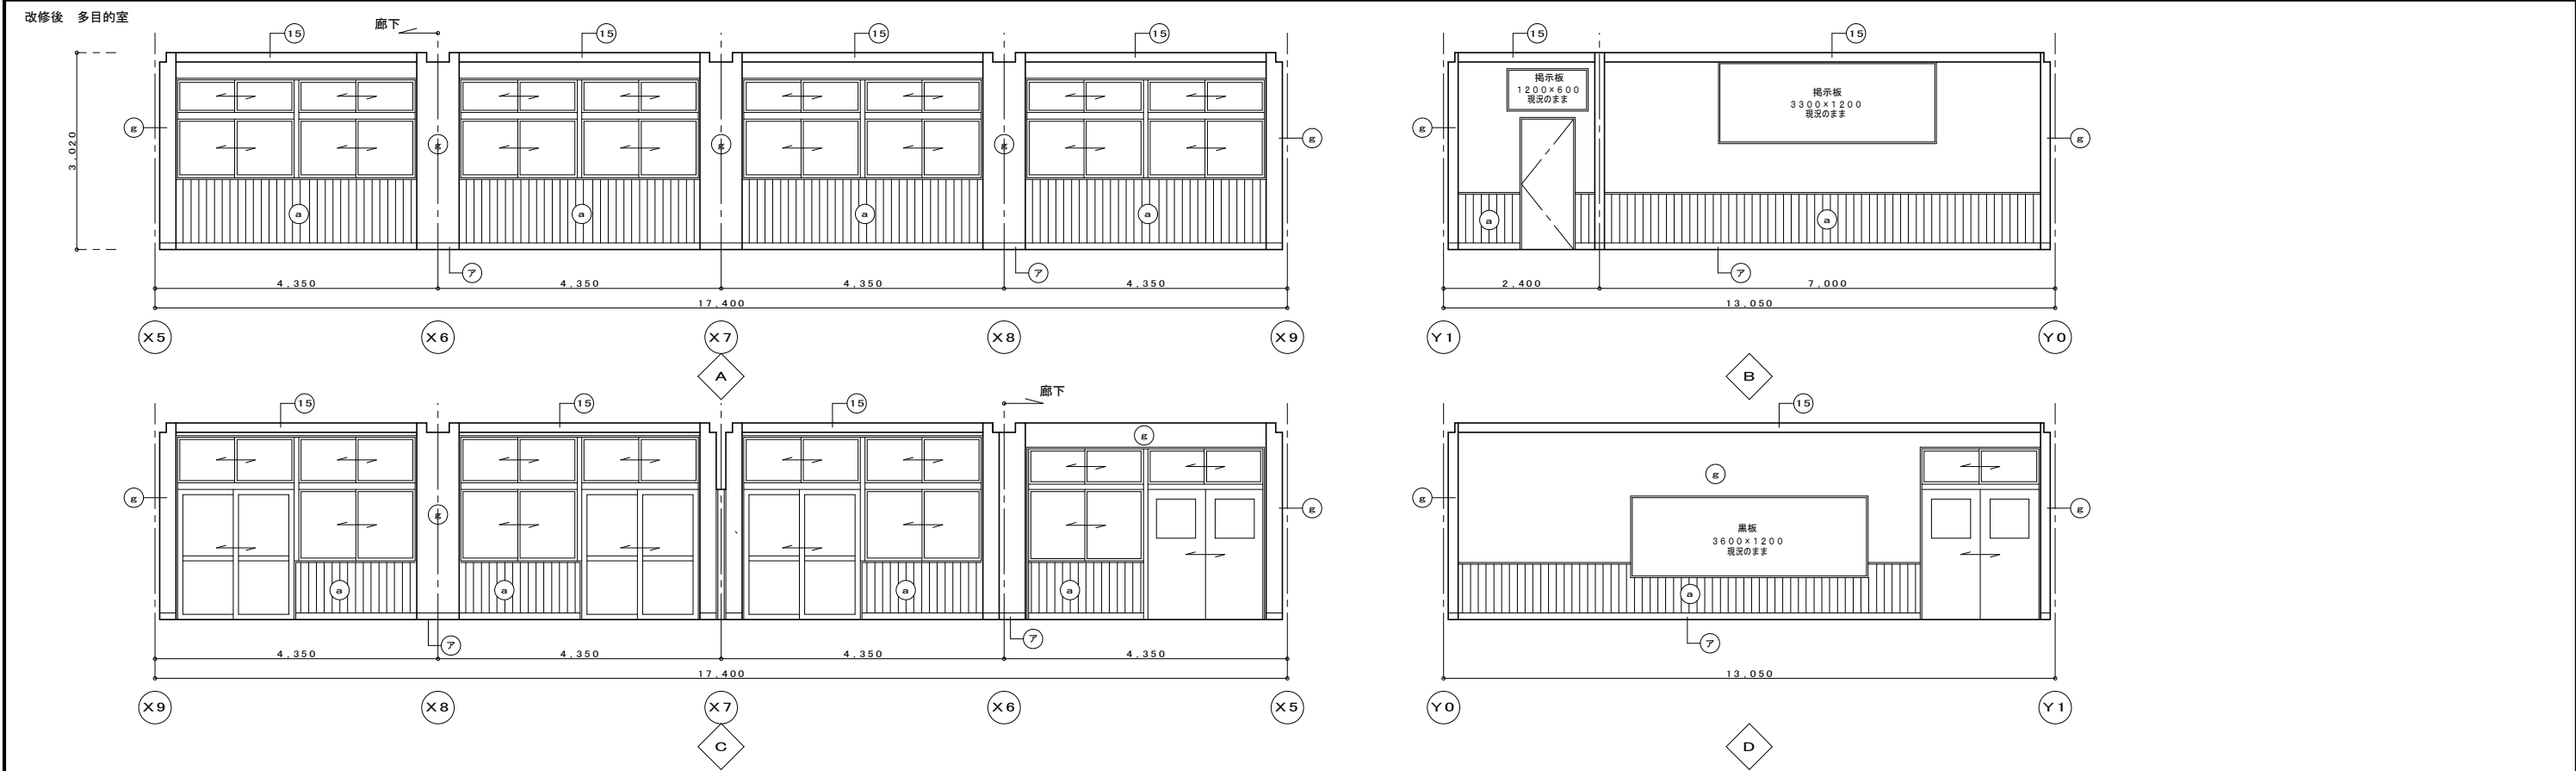 改修後 多目的室
廊下
15
15
15
15
3,020
g
g
g
g
g
a
a
a
a
ア
ア
4,350
4,350
4,350
4,350
17,400
X5
X6
X7
X8
X9
A
15
15
掲示板
1200×600
現況のまま
掲示板
3300×1200
現況のまま
g
g
a
a
ア
2,400
7,000
13,050
Y1
Y0
B
廊下
15
15
15
g
g
g
g
a
a
a
a
ア
ア
4,350
4,350
4,350
4,350
17,400
X9
X8
X7
X6
X5
C
15
g
g
g
黒板
3600×1200
現況のまま
a
ア
13,050
Y0
Y1
D